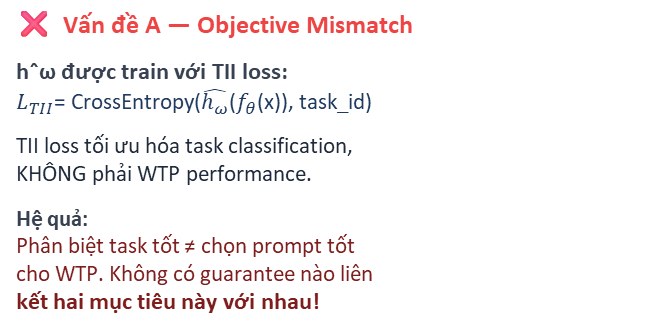 ❌ Vấn đề A — Objective Mismatch
hˆω được train với TII loss:
𝐿_𝑇𝐼𝐼= CrossEntropy(ℎ̂_𝜔(𝑓_𝜃(x)), task_id)
TII loss tối ưu hóa task classification,
KHÔNG phải WTP performance.
Hệ quả:
Phân biệt task tốt ≠ chọn prompt tốt
cho WTP. Không có guarantee nào liên
kết hai mục tiêu này với nhau!